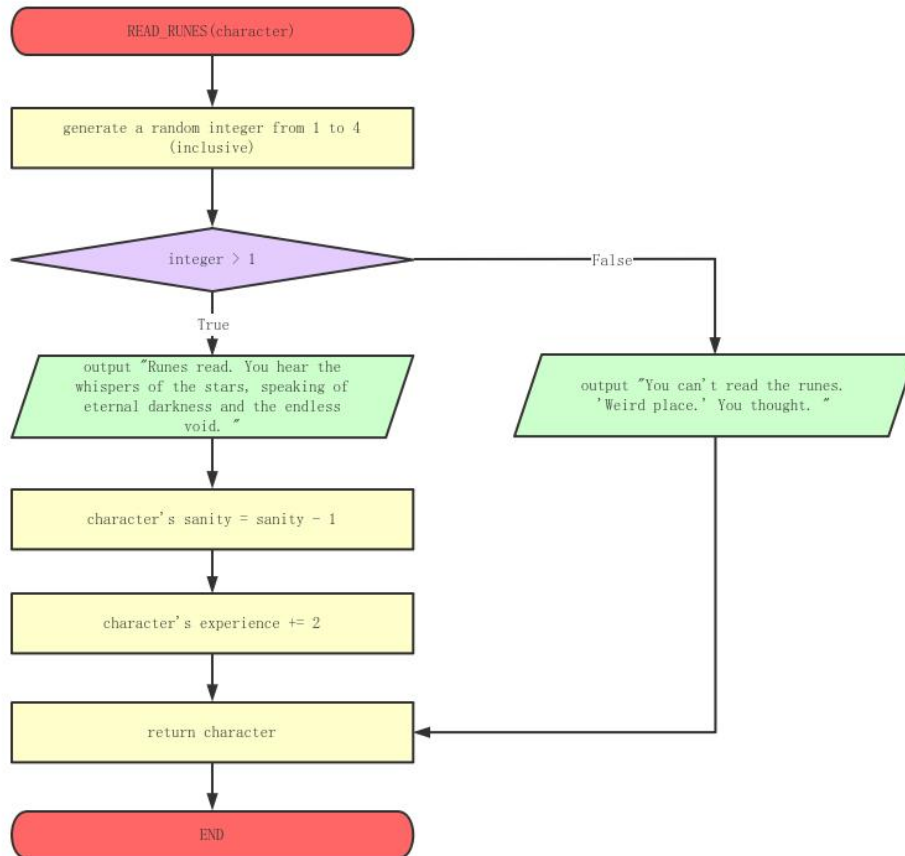 READ_RUNES(character)
generate a random integer from 1 to 4
(inclusive)
integer > 1
False
True
output "Runes read. You hear the
whispers of the stars, speaking of
eternal darkness and the endless
void. "
output "You can't read the runes.
'Weird place.' You thought. "
character's sanity = sanity - 1
character's experience += 2
return character
END